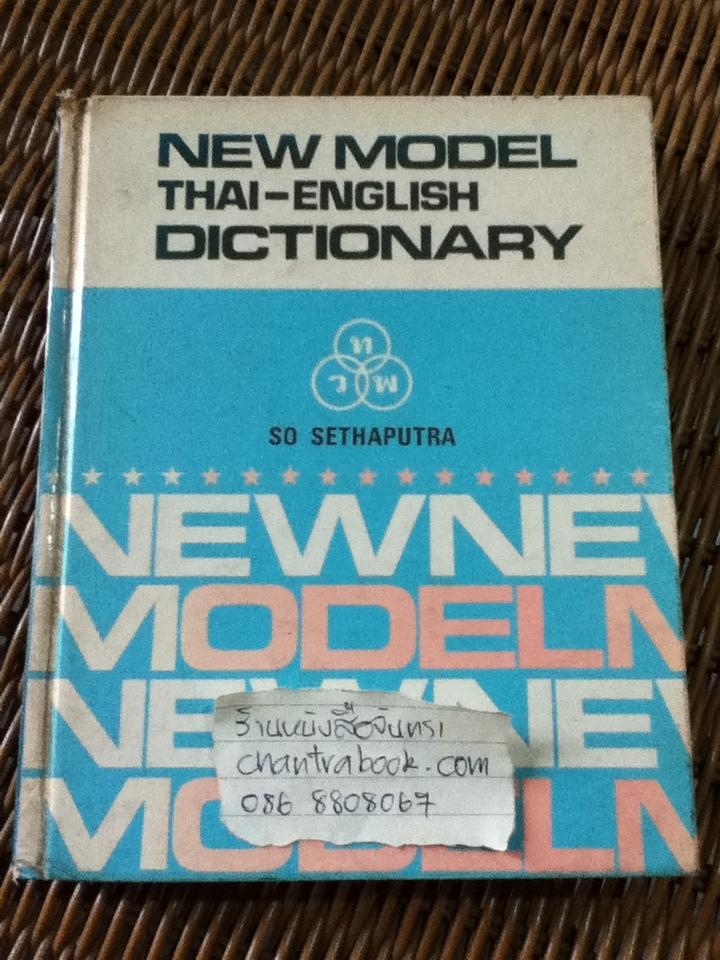 NEW MODEL
THAI-ENGLISH
DICTIONARY
ท
ว พ
SO SETHAPUTRA
NEWNEW
MODELM
NEWNEW
ร้านหนังสือจันทรา
chantrabook.com
086 8808067
MODELM